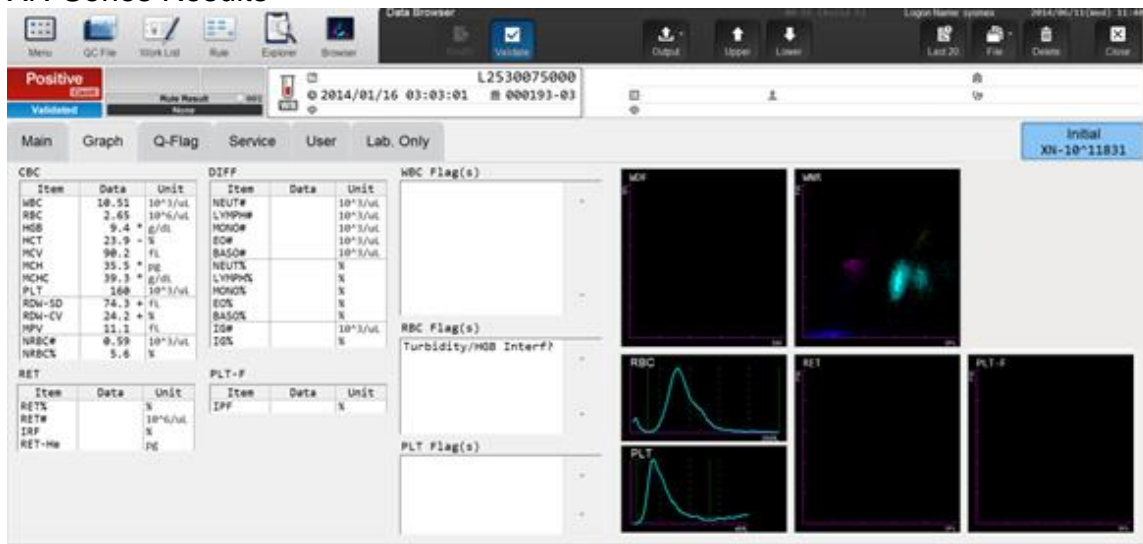 XN-Series Results
Data Browser
Logon Name: sysmex
Menu QC File Work List Rule Explorer Browser Validate Output Upper Lower Last 20 File Delete Close
Positive
Count
L2530075000
Rule Result
2014/01/16 03:03:01 000193-03
WB
Validated None
Main Graph Q-Flag Service User Lab. Only
Initial
XN-10^11831
CBC
Item Data Unit
WBC 10.51 10^3/uL
RBC 2.65 10^6/uL
HGB 9.4 * g/dL
HCT 23.9 - %
MCV 90.2 fL
MCH 35.5 * pg
MCHC 39.3 * g/dL
PLT 160 10^3/uL
RDW-SD 74.3 + fL
RDW-CV 24.2 + %
MPV 11.1 fL
NRBC# 0.59 10^3/uL
NRBC% 5.6 %
DIFF
Item Data Unit
NEUT# 10^3/uL
LYMPH# 10^3/uL
MONO# 10^3/uL
EO# 10^3/uL
BASO# 10^3/uL
NEUT% %
LYMPH% %
MONO% %
EO% %
BASO% %
IG# 10^3/uL
IG% %
RET
Item Data Unit
RET% %
RET# 10^6/uL
IRF %
RET-He pg
PLT-F
Item Data Unit
IPF %
WBC Flag(s)
RBC Flag(s)
Turbidity/HGB Interf?
PLT Flag(s)
WDF
WNR
RBC
RET
PLT-F
PLT